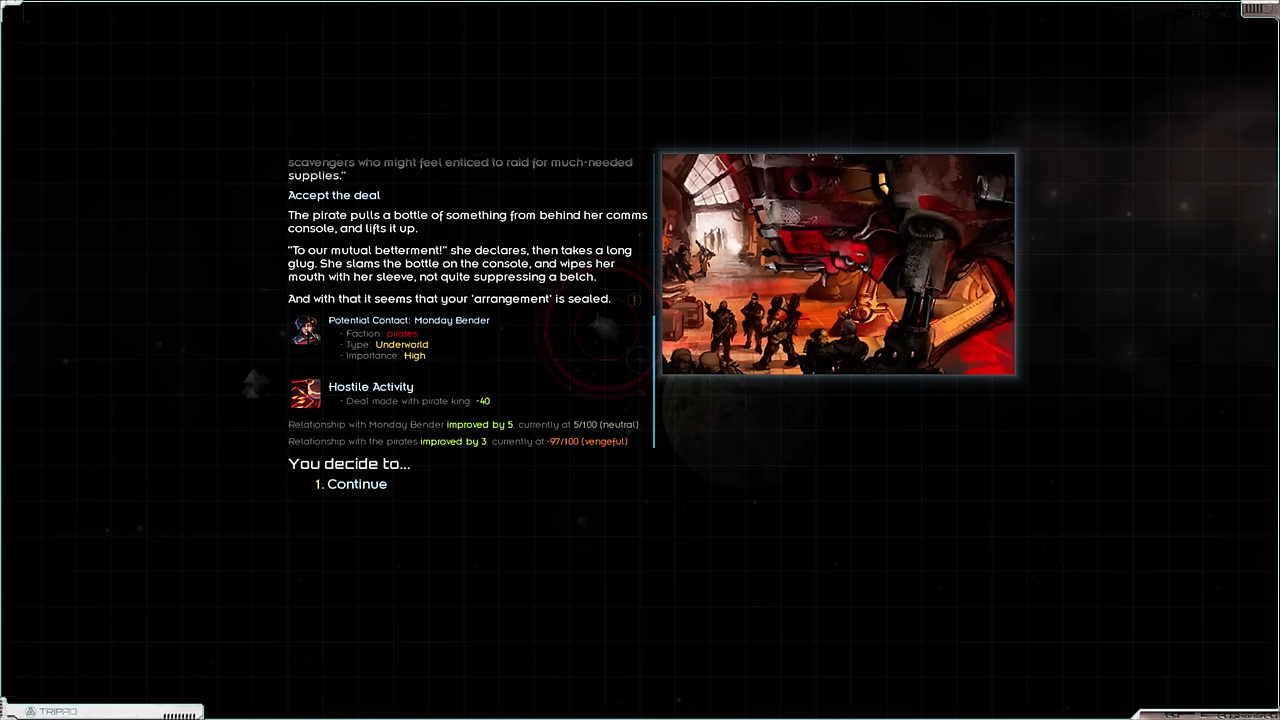 scavengers who might feel enticed to raid for much-needed
supplies."
Accept the deal
The pirate pulls a bottle of something from behind her comms
console, and lifts it up.
"To our mutual betterment!" she declares, then takes a long
glug. She slams the bottle on the console, and wipes her
mouth with her sleeve, not quite suppressing a belch.
And with that it seems that your 'arrangement' is sealed.
Potential Contact: Monday Bender
- Faction: pirates
- Type: Underworld
- Importance: High
Hostile Activity
- Deal made with pirate king: -40
Relationship with Monday Bender improved by 5, currently at 5/100 (neutral)
Relationship with the pirates improved by 3, currently at -97/100 (vengeful)
You decide to...
1. Continue
TRIPAD